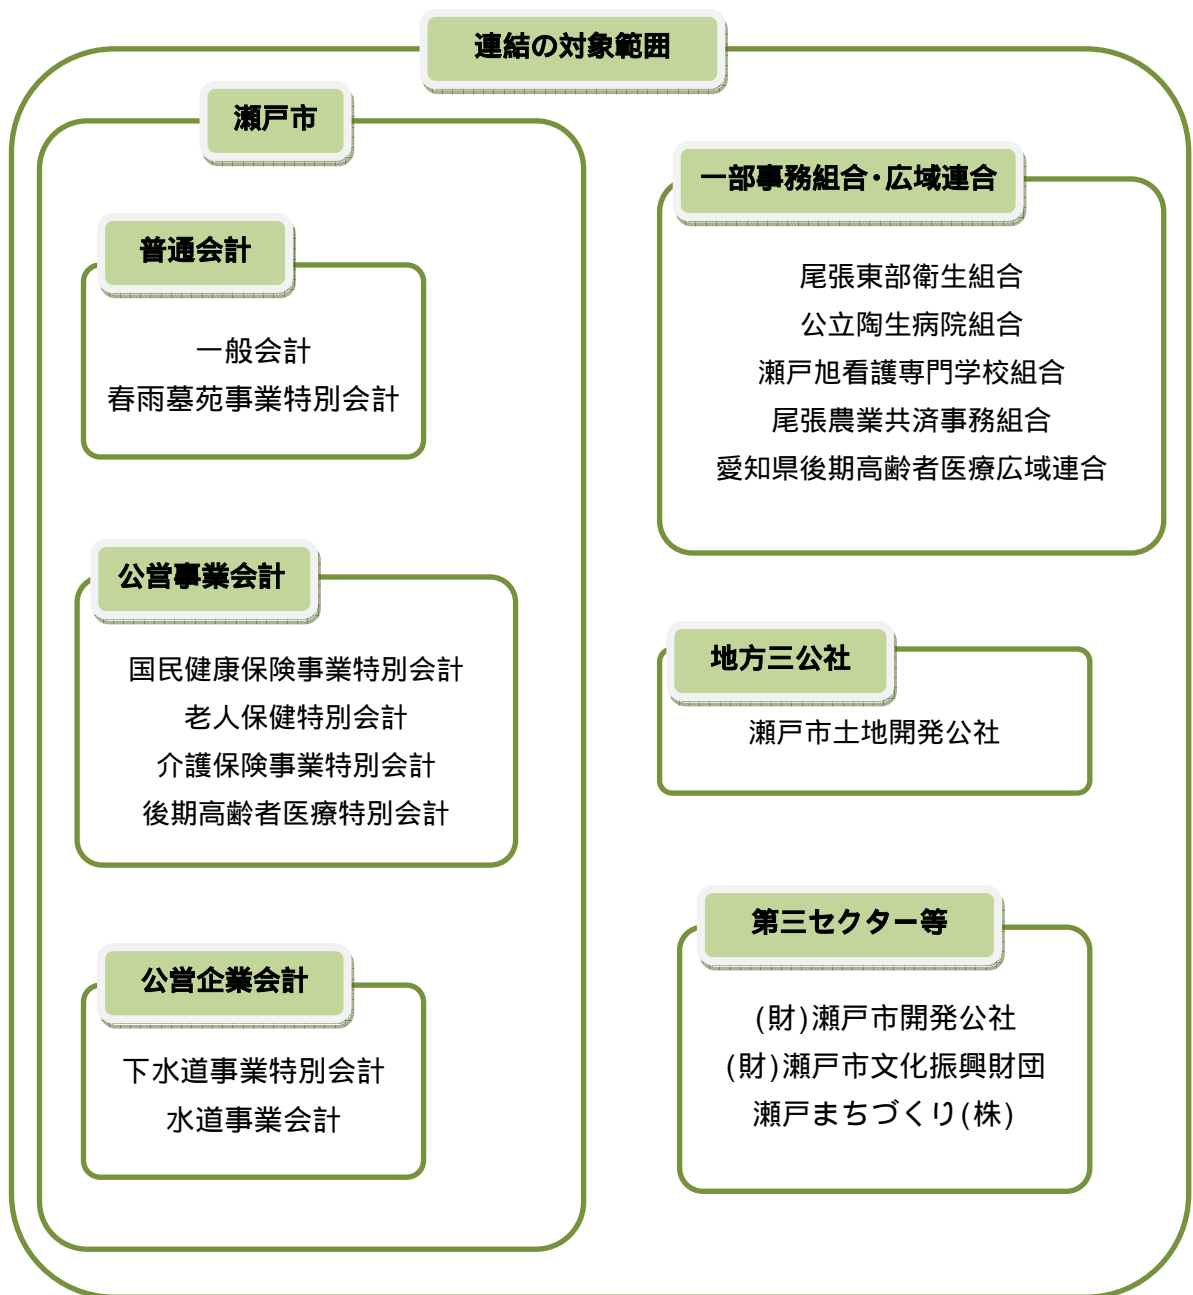 連結の対象範囲
瀬戸市
普通会計
一般会計
春雨墓苑事業特別会計
公営事業会計
国民健康保険事業特別会計
老人保健特別会計
介護保険事業特別会計
後期高齢者医療特別会計
公営企業会計
下水道事業特別会計
水道事業会計
一部事務組合・広域連合
尾張東部衛生組合
公立陶生病院組合
瀬戸旭看護専門学校組合
尾張農業共済事務組合
愛知県後期高齢者医療広域連合
地方三公社
瀬戸市土地開発公社
第三セクター等
(財)瀬戸市開発公社
(財)瀬戸市文化振興財団
瀬戸まちづくり(株)